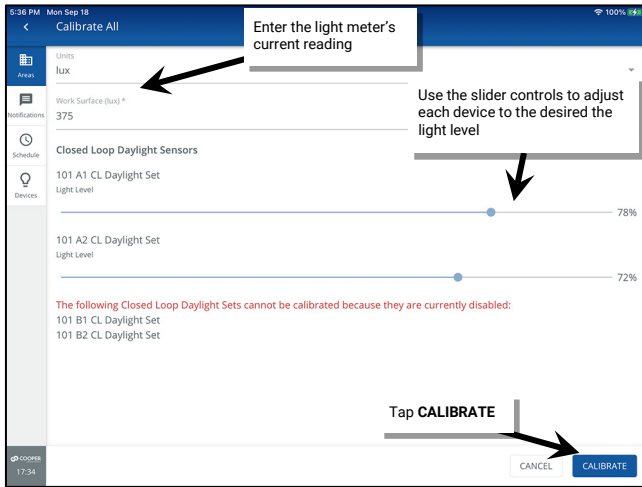 5:36 PM Mon Sep 18
100%
Calibrate All
Enter the light meter's
current reading
Areas
Units
lux
Notifications
Work Surface (lux) *
375
Use the slider controls to adjust
each device to the desired the
light level
Schedule
Closed Loop Daylight Sensors
Devices
101 A1 CL Daylight Set
Light Level
78%
101 A2 CL Daylight Set
Light Level
72%
The following Closed Loop Daylight Sets cannot be calibrated because they are currently disabled:
101 B1 CL Daylight Set
101 B2 CL Daylight Set
Tap CALIBRATE
COOPER
17:34
CANCEL
CALIBRATE